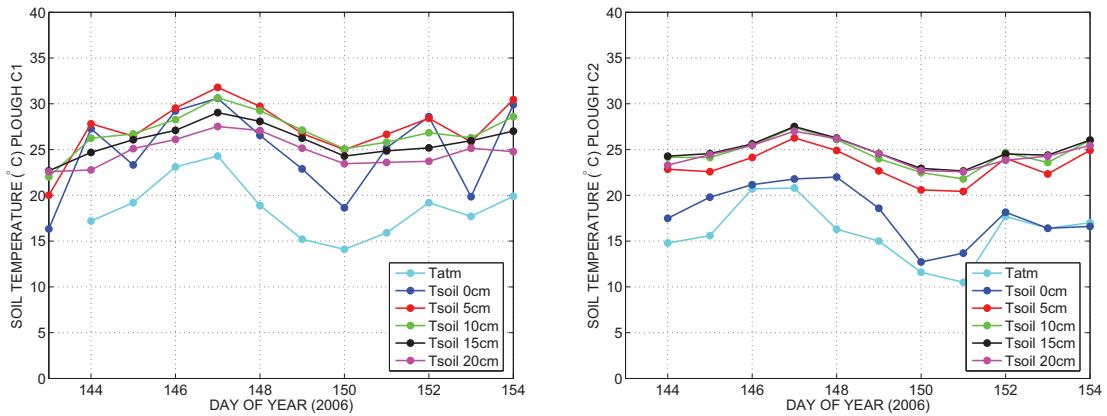 SOIL TEMPERATURE (° C) PLOUGH C1
40
35
30
25
20
15
10
5
0
144
146
148
150
152
154
DAY OF YEAR (2006)
Tatm
Tsoil 0cm
Tsoil 5cm
Tsoil 10cm
Tsoil 15cm
Tsoil 20cm
SOIL TEMPERATURE (° C) PLOUGH C2
40
35
30
25
20
15
10
5
0
144
146
148
150
152
154
DAY OF YEAR (2006)
Tatm
Tsoil 0cm
Tsoil 5cm
Tsoil 10cm
Tsoil 15cm
Tsoil 20cm